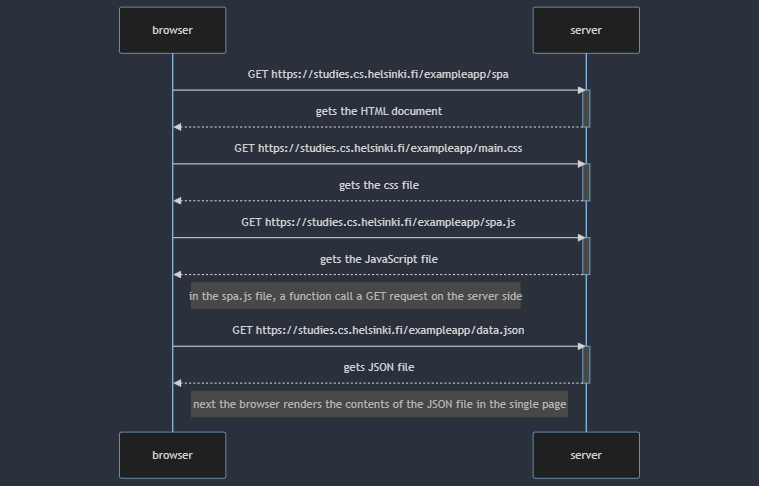 browser
server
GET https://studies.cs.helsinki.fi/exampleapp/spa
gets the HTML document
GET https://studies.cs.helsinki.fi/exampleapp/main.css
gets the css file
GET https://studies.cs.helsinki.fi/exampleapp/spa.js
gets the JavaScript file
in the spa.js file, a function call a GET request on the server side
GET https://studies.cs.helsinki.fi/exampleapp/data.json
gets JSON file
next the browser renders the contents of the JSON file in the single page
browser
server